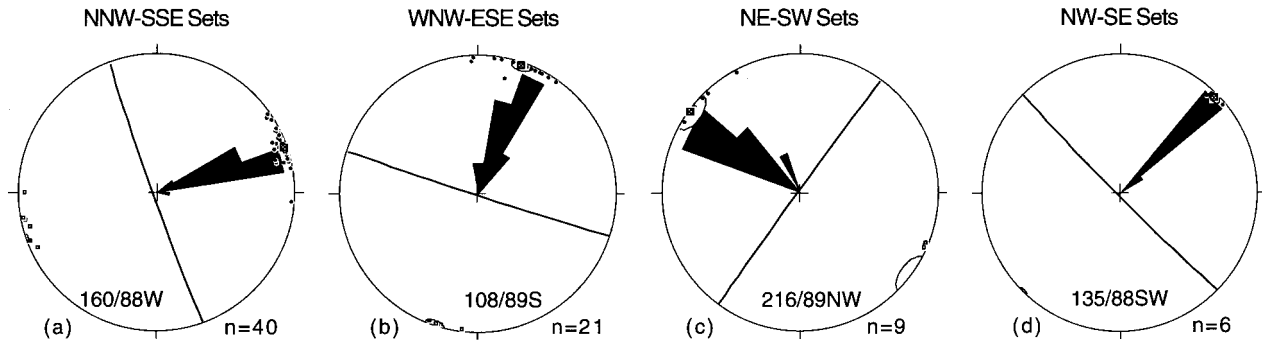 NNW-SSE Sets
WNW-ESE Sets
NE-SW Sets
NW-SE Sets
160/88W
108/89S
216/89NW
135/88SW
(a)
n=40
(b)
n=21
(c)
n=9
(d)
n=6